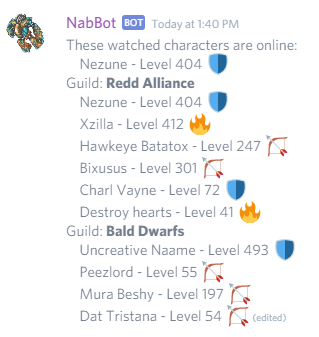 NabBot BOT Today at 1:40 PM
These watched characters are online:
Nezune - Level 404
Guild: Redd Alliance
Nezune - Level 404
Xzilla - Level 412
Hawkeye Batatox - Level 247
Bixusus - Level 301
Charl Vayne - Level 72
Destroy hearts - Level 41
Guild: Bald Dwarfs
Uncreative Naame - Level 493
Peezlord - Level 55
Mura Beshy - Level 197
Dat Tristana - Level 54 (edited)